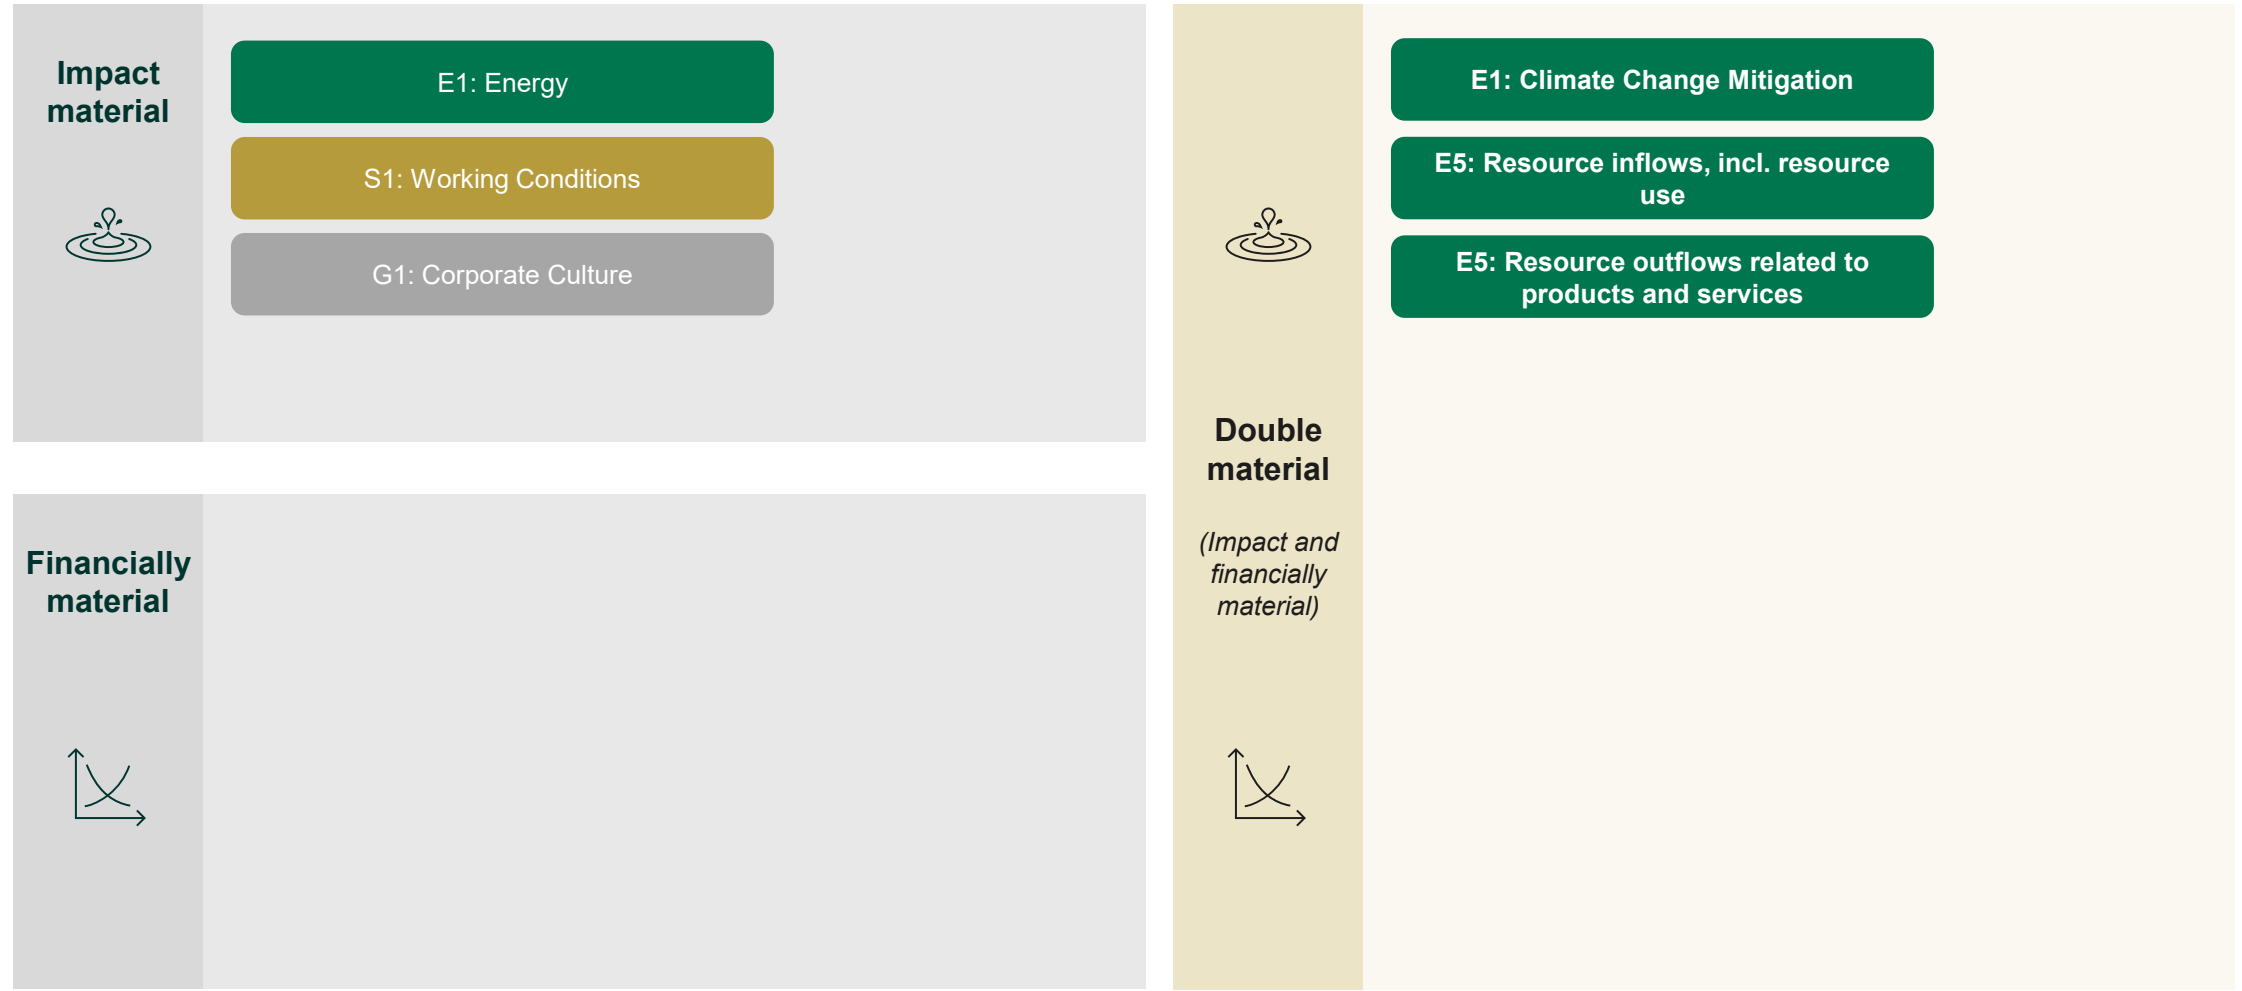 Impact
material
E1: Energy
S1: Working Conditions
G1: Corporate Culture
Financially
material
Double
material
(Impact and
financially
material)
E1: Climate Change Mitigation
E5: Resource inflows, incl. resource
use
E5: Resource outflows related to
products and services